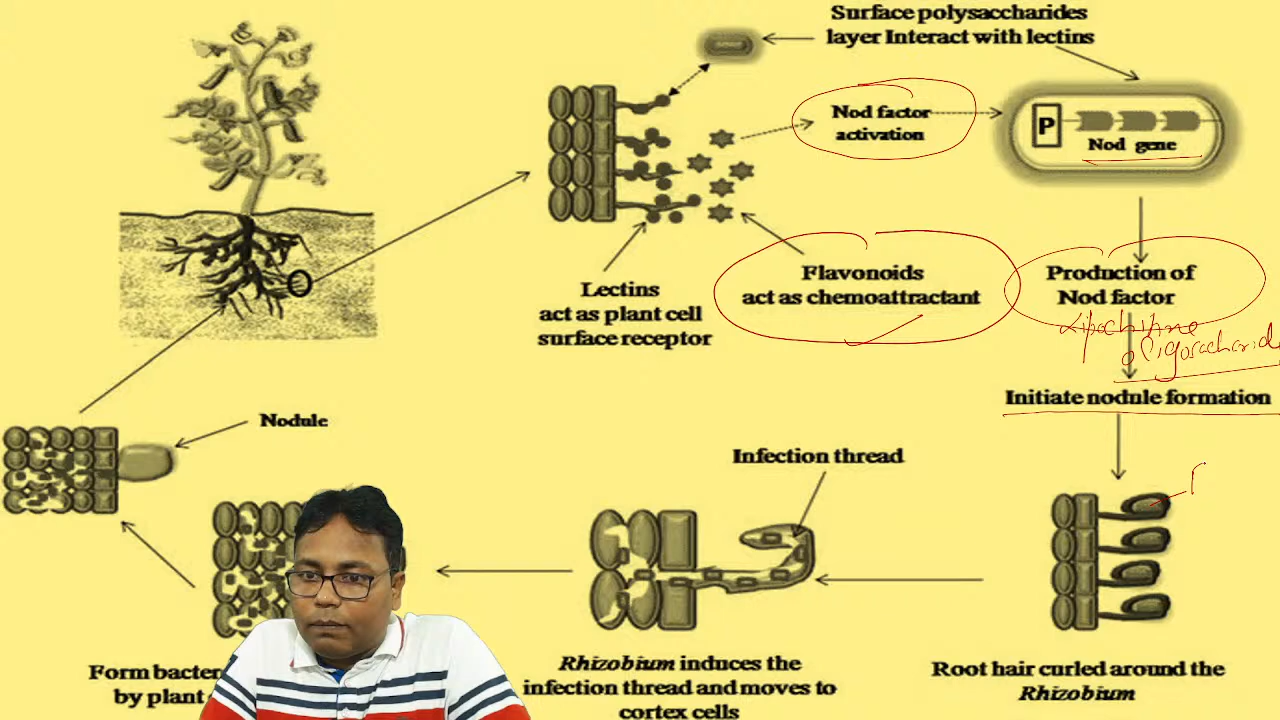 Surface polysaccharides
layer Interact with lectins
Nod factor
activation
P
Nod gene
Flavonoids
act as chemoattractant
Lectins
act as plant cell
surface receptor
Production of
Nod factor
oligosacharide
Initiate nodule formation
Nodule
Infection thread
Form bacter
by plant
Rhizobium induces the
infection thread and moves to
cortex cells
Root hair curled around the
Rhizobium